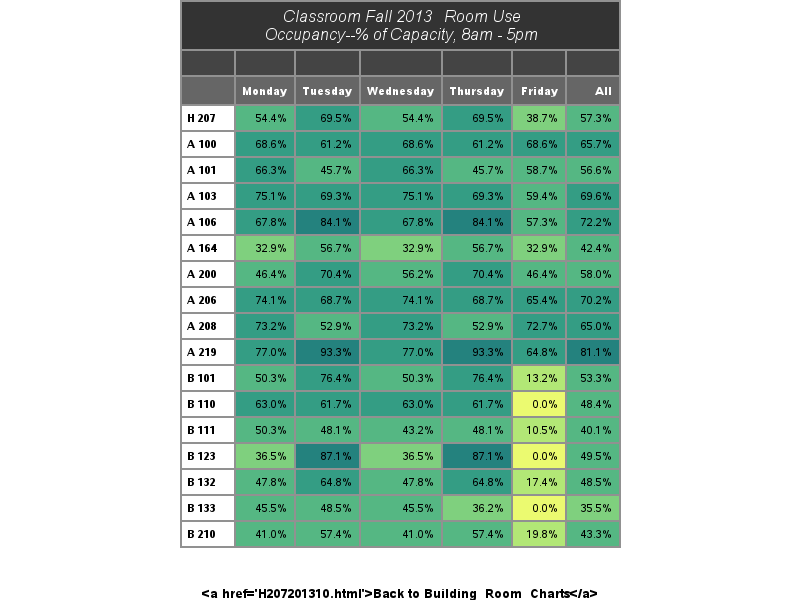 Classroom Fall 2013 Room Use
Occupancy--% of Capacity, 8am - 5pm
Monday Tuesday Wednesday Thursday Friday All
H 207 54.4% 69.5% 54.4% 69.5% 38.7% 57.3%
A 100 68.6% 61.2% 68.6% 61.2% 68.6% 65.7%
A 101 66.3% 45.7% 66.3% 45.7% 58.7% 56.6%
A 103 75.1% 69.3% 75.1% 69.3% 59.4% 69.6%
A 106 67.8% 84.1% 67.8% 84.1% 57.3% 72.2%
A 164 32.9% 56.7% 32.9% 56.7% 32.9% 42.4%
A 200 46.4% 70.4% 56.2% 70.4% 46.4% 58.0%
A 206 74.1% 68.7% 74.1% 68.7% 65.4% 70.2%
A 208 73.2% 52.9% 73.2% 52.9% 72.7% 65.0%
A 219 77.0% 93.3% 77.0% 93.3% 64.8% 81.1%
B 101 50.3% 76.4% 50.3% 76.4% 13.2% 53.3%
B 110 63.0% 61.7% 63.0% 61.7% 0.0% 48.4%
B 111 50.3% 48.1% 43.2% 48.1% 10.5% 40.1%
B 123 36.5% 87.1% 36.5% 87.1% 0.0% 49.5%
B 132 47.8% 64.8% 47.8% 64.8% 17.4% 48.5%
B 133 45.5% 48.5% 45.5% 36.2% 0.0% 35.5%
B 210 41.0% 57.4% 41.0% 57.4% 19.8% 43.3%
<a href='H207201310.html'>Back to Building Room Charts</a>